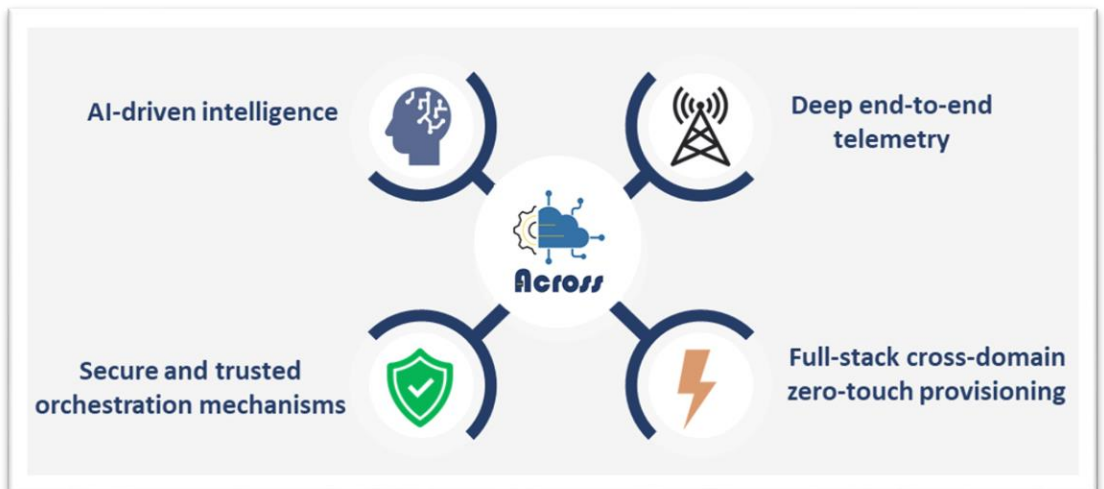 AI-driven intelligence
Deep end-to-end
telemetry
Across
Secure and trusted
orchestration mechanisms
Full-stack cross-domain
zero-touch provisioning